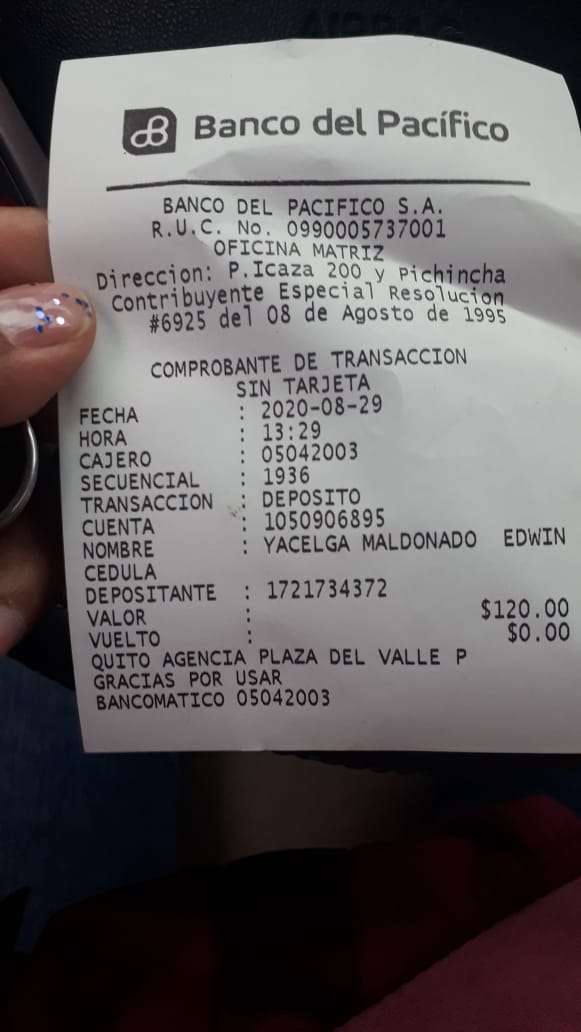 Banco del Pacífico
BANCO DEL PACIFICO S.A.
R.U.C. No. 0990005737001
OFICINA MATRIZ
Direccion: P.Icaza 200 y Pichincha
Contribuyente Especial Resolucion
#6925 del 08 de Agosto de 1995
COMPROBANTE DE TRANSACCION
SIN TARJETA
FECHA : 2020-08-29
HORA : 13:29
CAJERO : 05042003
SECUENCIAL : 1936
TRANSACCION : DEPOSITO
CUENTA : 1050906895
NOMBRE : YACELGA MALDONADO EDWIN
CEDULA
DEPOSITANTE : 1721734372
VALOR : $120.00
VUELTO : $0.00
QUITO AGENCIA PLAZA DEL VALLE P
GRACIAS POR USAR
BANCOMATICO 05042003